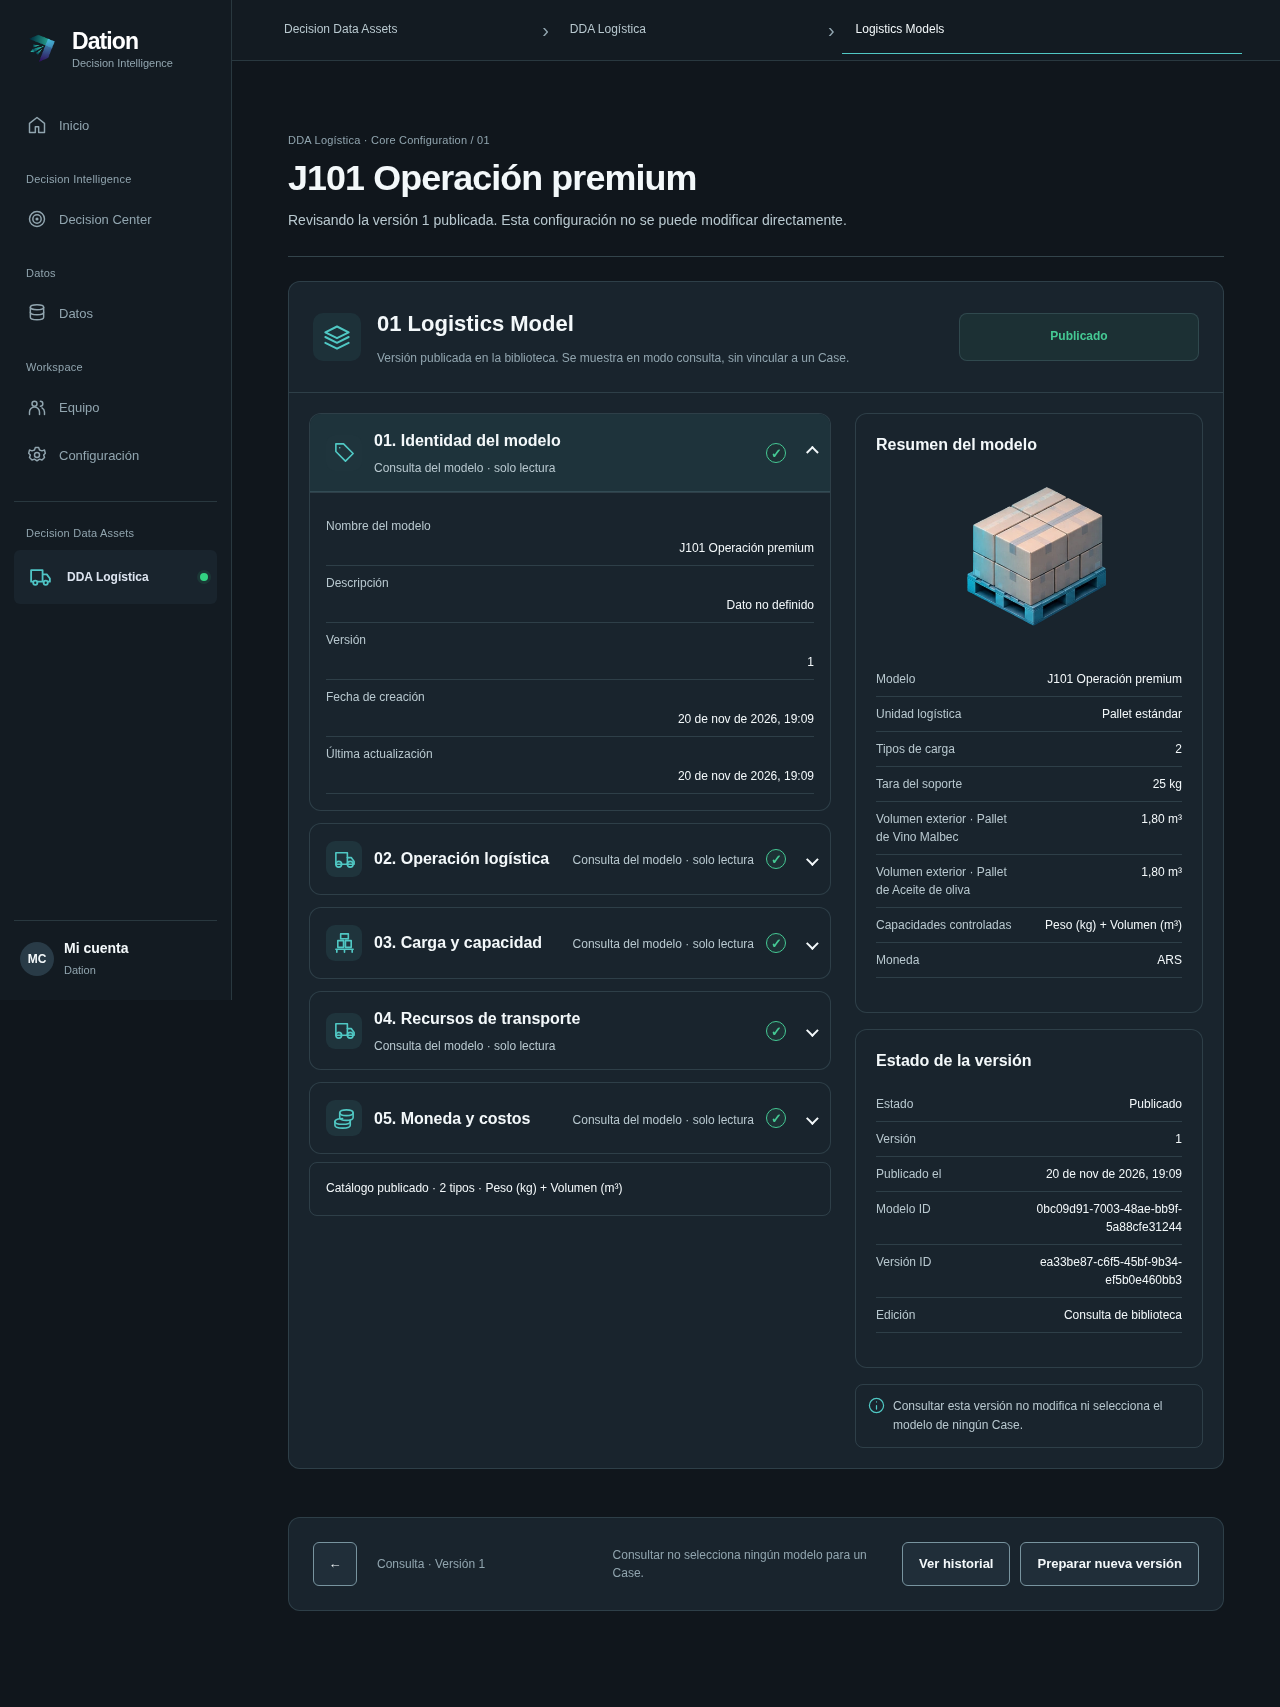 Dation
Decision Intelligence
Inicio
Decision Intelligence
Decision Center
Datos
Datos
Workspace
Equipo
Configuración
Decision Data Assets
DDA Logística
MC
Mi cuenta
Dation
Decision Data Assets
›
DDA Logística
›
Logistics Models
DDA Logística · Core Configuration / 01
J101 Operación premium
Revisando la versión 1 publicada. Esta configuración no se puede modificar directamente.
01 Logistics Model
Versión publicada en la biblioteca. Se muestra en modo consulta, sin vincular a un Case.
Publicado
01. Identidad del modelo
Consulta del modelo · solo lectura
✓
Nombre del modelo
J101 Operación premium
Descripción
Dato no definido
Versión
1
Fecha de creación
20 de nov de 2026, 19:09
Última actualización
20 de nov de 2026, 19:09
02. Operación logística
Consulta del modelo · solo lectura
✓
03. Carga y capacidad
Consulta del modelo · solo lectura
✓
04. Recursos de transporte
Consulta del modelo · solo lectura
✓
05. Moneda y costos
Consulta del modelo · solo lectura
✓
Catálogo publicado · 2 tipos · Peso (kg) + Volumen (m³)
Resumen del modelo
Modelo
J101 Operación premium
Unidad logística
Pallet estándar
Tipos de carga
2
Tara del soporte
25 kg
Volumen exterior · Pallet
de Vino Malbec
1,80 m³
Volumen exterior · Pallet
de Aceite de oliva
1,80 m³
Capacidades controladas
Peso (kg) + Volumen (m³)
Moneda
ARS
Estado de la versión
Estado
Publicado
Versión
1
Publicado el
20 de nov de 2026, 19:09
Modelo ID
0bc09d91-7003-48ae-bb9f-
5a88cfe31244
Versión ID
ea33be87-c6f5-45bf-9b34-
ef5b0e460bb3
Edición
Consulta de biblioteca
Consultar esta versión no modifica ni selecciona el
modelo de ningún Case.
←
Consulta · Versión 1
Consultar no selecciona ningún modelo para un
Case.
Ver historial
Preparar nueva versión